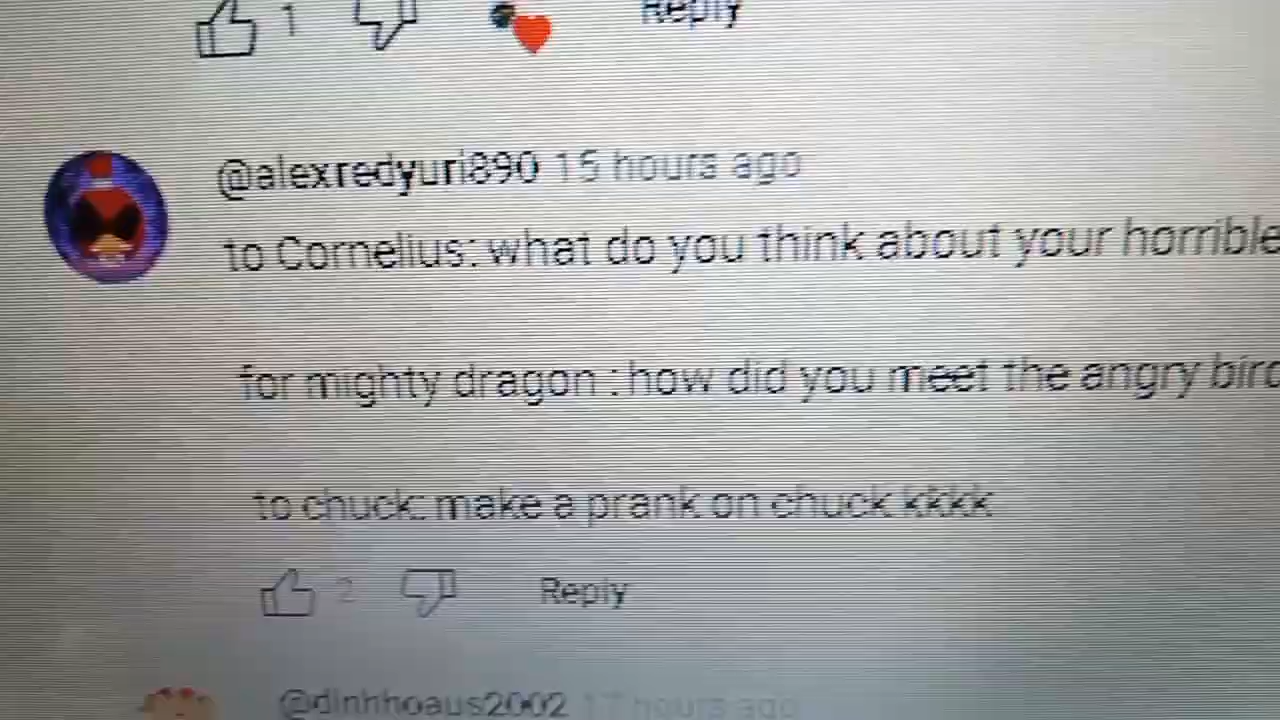 1 Reply
@alexredyuri890 15 hours ago
to Cornelius: what do you think about your horrible
for mighty dragon : how did you meet the angry
to chuck: make a prank on chuck kkkk
2 Reply
@dinhhoaus2002 17 hours ago